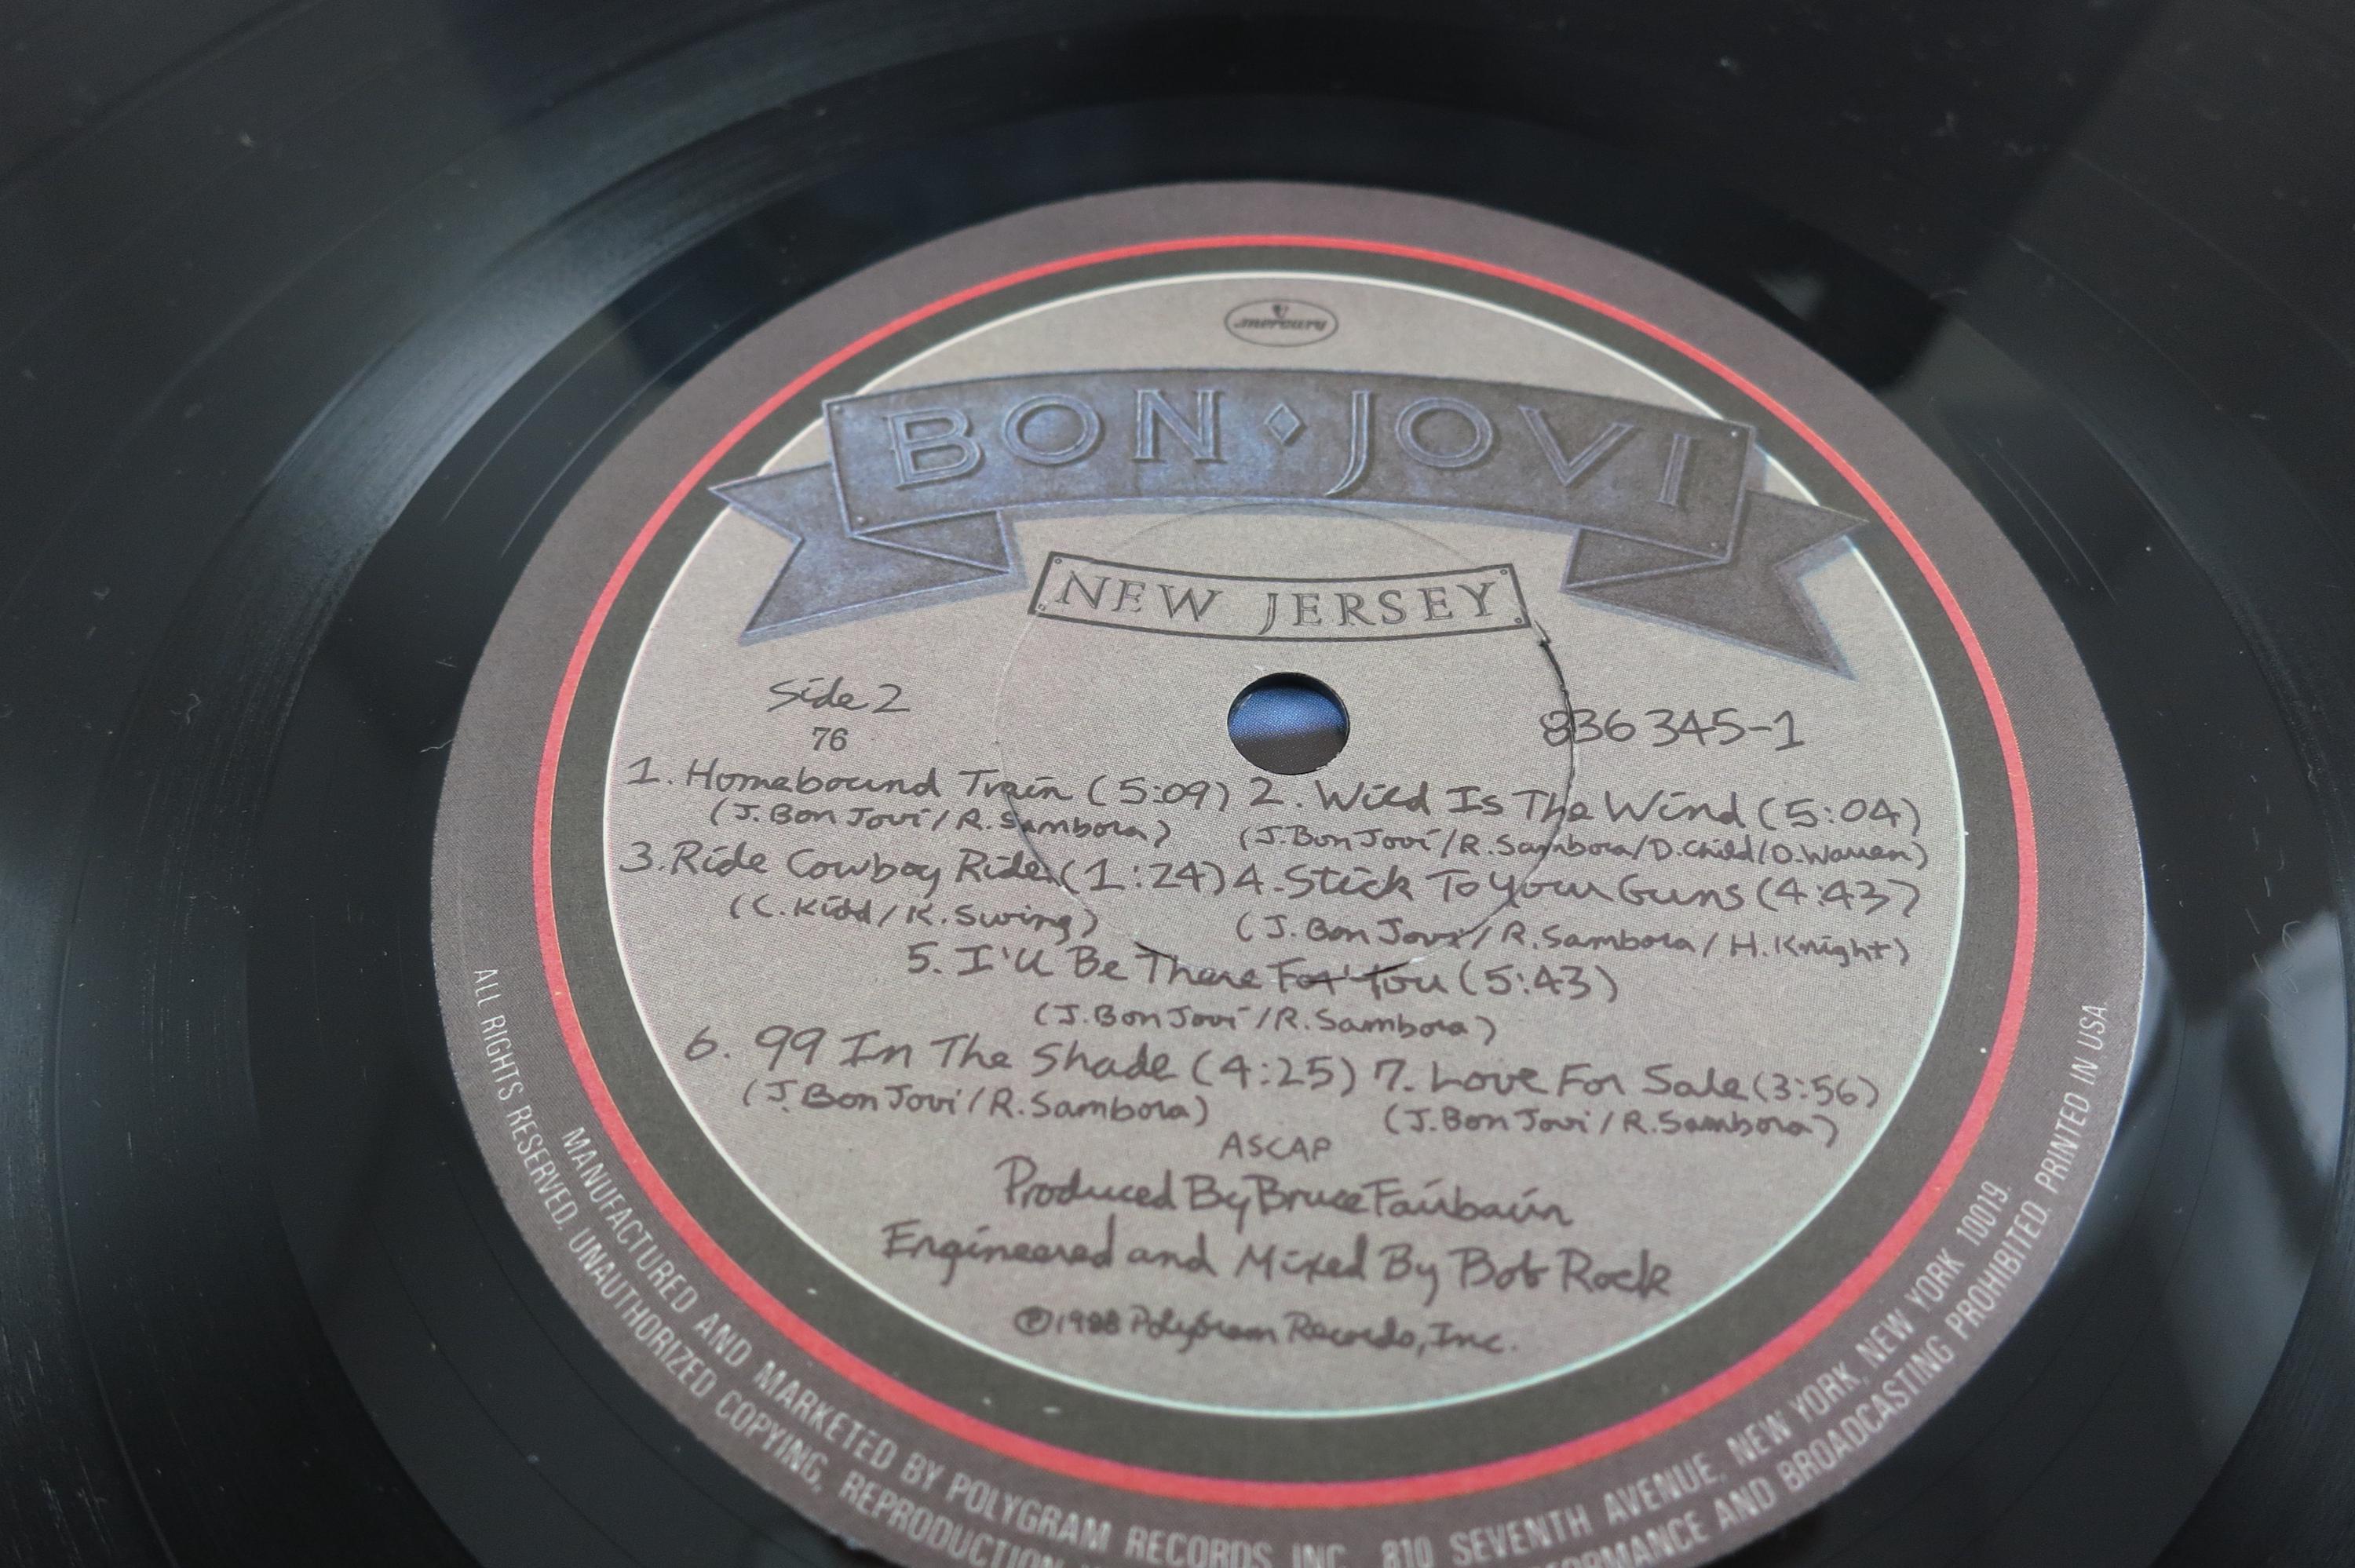 mercury
BON JOVI
NEW JERSEY
Side 2
76
836 345-1
1. Homebound Train (5:09) 2. Wild Is The Wind (5:04)
(J. Bon Jovi/R. Sambora) (J. Bon Jovi/R. Sambora/D. Child/D. Warren)
3. Ride Cowboy Ride (1:24) 4. Stick To Your Guns (4:43)
(C. Kidd/K. Swing) (J. Bon Jovi/R. Sambora/H. Knight)
5. I'll Be There For You (5:43)
(J. Bon Jovi/R. Sambora)
6. 99 In The Shade (4:25) 7. Love For Sale (3:56)
(J. Bon Jovi/R. Sambora) (J. Bon Jovi/R. Sambora)
ASCAP
Produced By Bruce Fairbairn
Engineered and Mixed By Bob Rock
℗1988 PolyGram Records, Inc.
MANUFACTURED AND MARKETED BY POLYGRAM RECORDS INC. 810 SEVENTH AVENUE, NEW YORK, NEW YORK 10019.
ALL RIGHTS RESERVED. UNAUTHORIZED COPYING, REPRODUCTION AND BROADCASTING PROHIBITED. PRINTED IN USA.